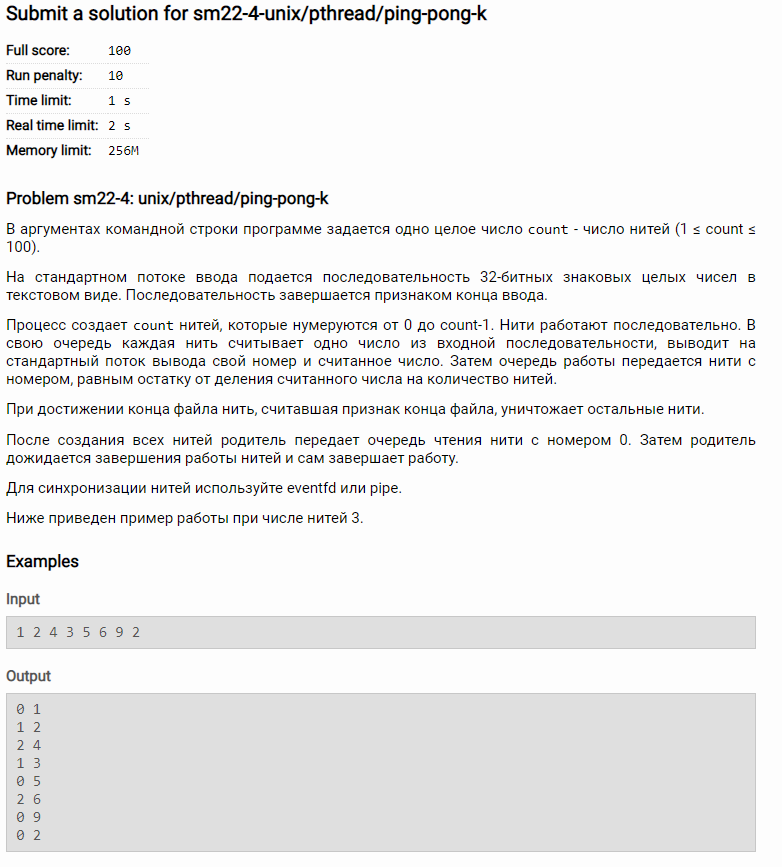 Submit a solution for sm22-4-unix/pthread/ping-pong-k
Full score: 100
Run penalty: 10
Time limit: 1 s
Real time limit: 2 s
Memory limit: 256M
Problem sm22-4: unix/pthread/ping-pong-k
В аргументах командной строки программе задается одно целое число count - число нитей (1 ≤ count ≤
100).
На стандартном потоке ввода подается последовательность 32-битных знаковых целых чисел в
текстовом виде. Последовательность завершается признаком конца ввода.
Процесс создает count нитей, которые нумеруются от 0 до count-1. Нити работают последовательно. В
свою очередь каждая нить считывает одно число из входной последовательности, выводит на
стандартный поток вывода свой номер и считанное число. Затем очередь работы передается нити с
номером, равным остатку от деления считанного числа на количество нитей.
При достижении конца файла нить, считавшая признак конца файла, уничтожает остальные нити.
После создания всех нитей родитель передает очередь чтения нити с номером 0. Затем родитель
дожидается завершения работы нитей и сам завершает работу.
Для синхронизации нитей используйте eventfd или pipe.
Ниже приведен пример работы при числе нитей 3.
Examples
Input
1 2 4 3 5 6 9 2
Output
0 1
1 2
2 4
1 3
0 5
2 6
0 9
0 2